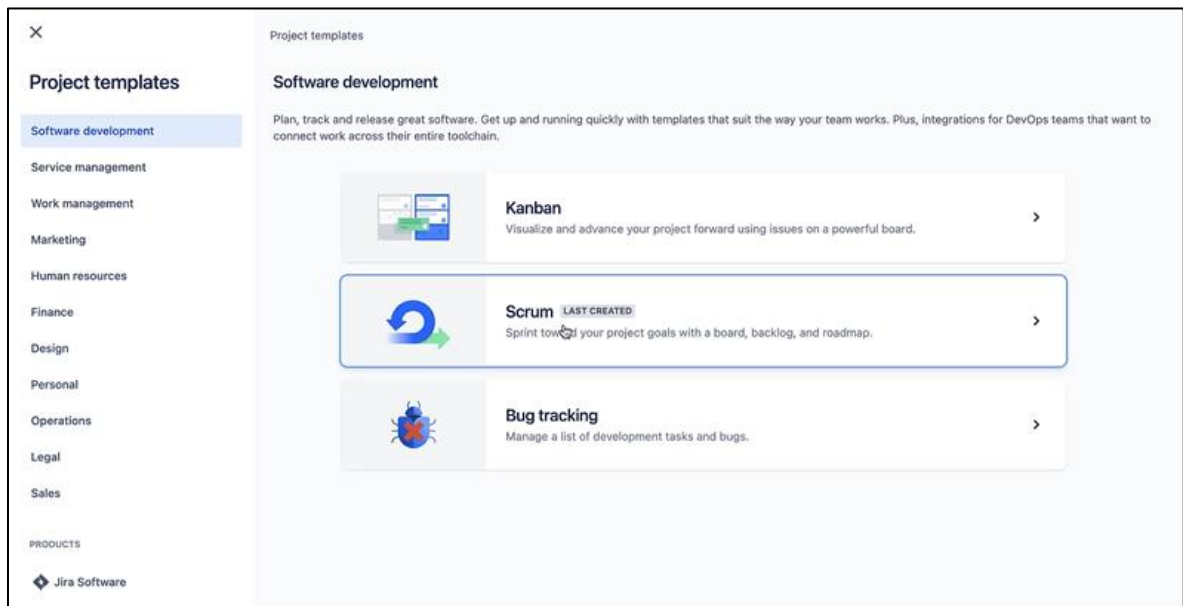 Project templates
Software development
Service management
Work management
Marketing
Human resources
Finance
Design
Personal
Operations
Legal
Sales
PRODUCTS
Jira Software
Project templates
Software development
Plan, track and release great software. Get up and running quickly with templates that suit the way your team works. Plus, integrations for DevOps teams that want to
connect work across their entire toolchain.
Kanban
Visualize and advance your project forward using issues on a powerful board.
Scrum LAST CREATED
Sprint toward your project goals with a board, backlog, and roadmap.
Bug tracking
Manage a list of development tasks and bugs.